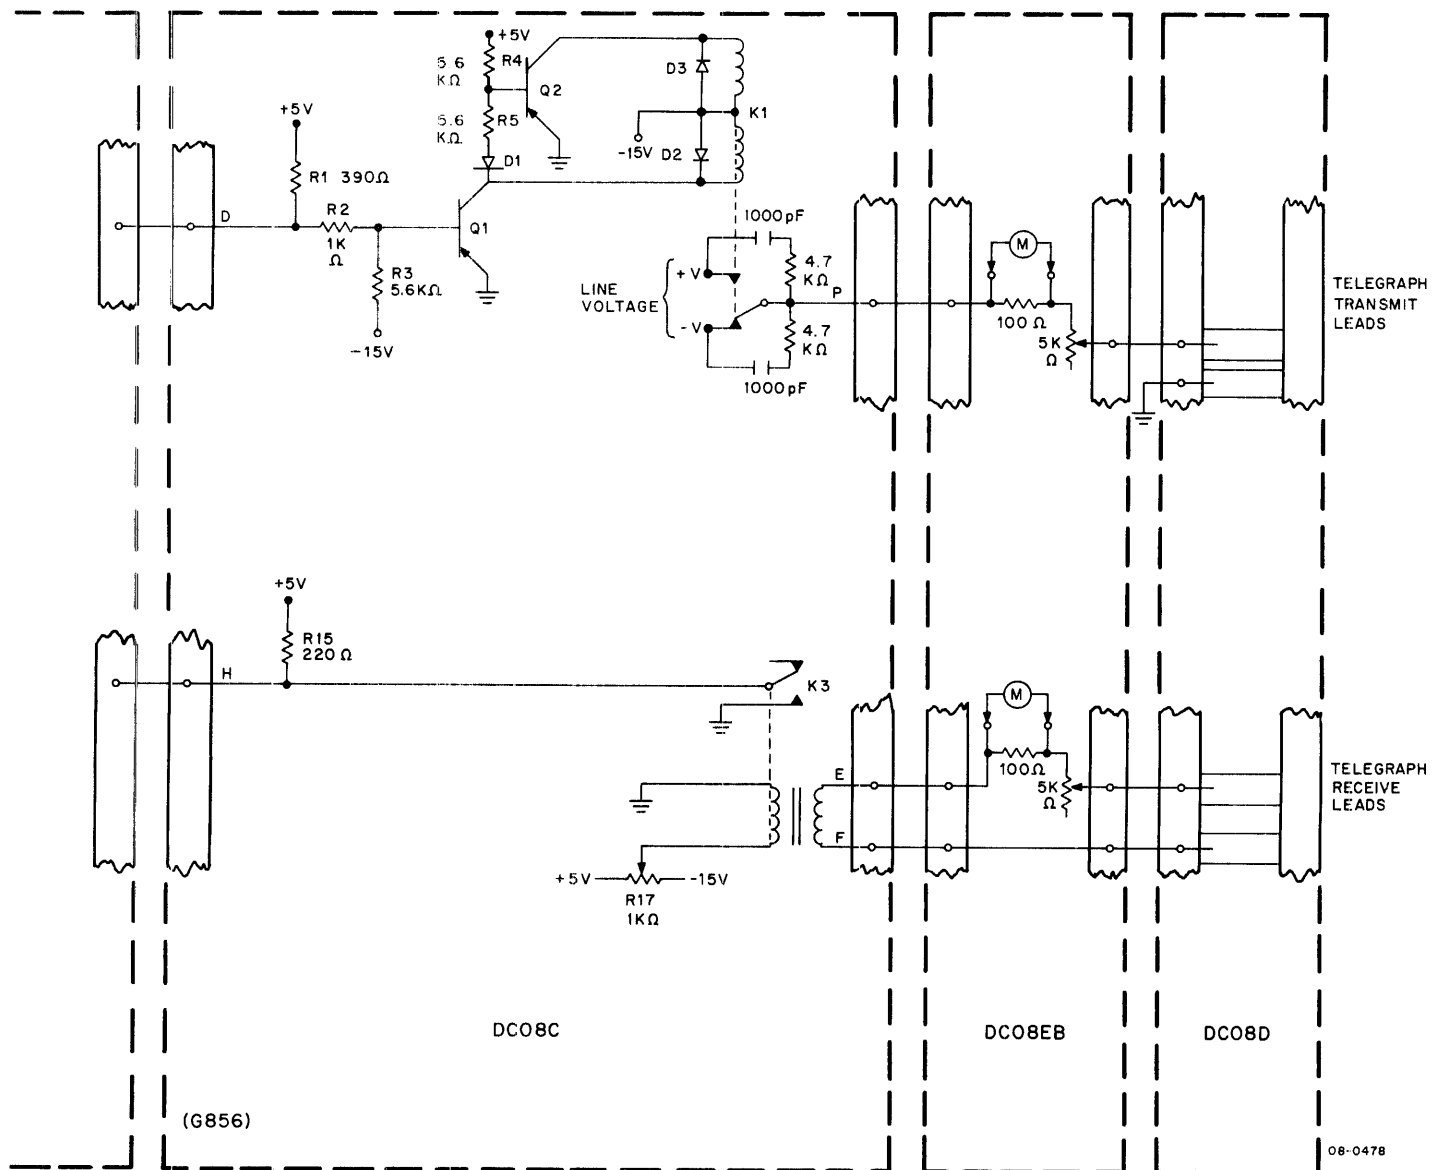 +5V
R4
5.6
KΩ
Q2
R5
5.6
KΩ
D1
D3
K1
-15V
D2
+5V
R1 390Ω
D
R2
1K
Ω
R3
5.6KΩ
-15V
Q1
1000pF
LINE
VOLTAGE
+V
-V
4.7
KΩ
P
4.7
KΩ
1000pF
M
100Ω
5K
Ω
TELEGRAPH
TRANSMIT
LEADS
+5V
R15
220Ω
H
K3
M
100Ω
5K
Ω
E
F
TELEGRAPH
RECEIVE
LEADS
+5V
-15V
R17
1KΩ
DC08C
DC08EB
DC08D
(G856)
08-0478